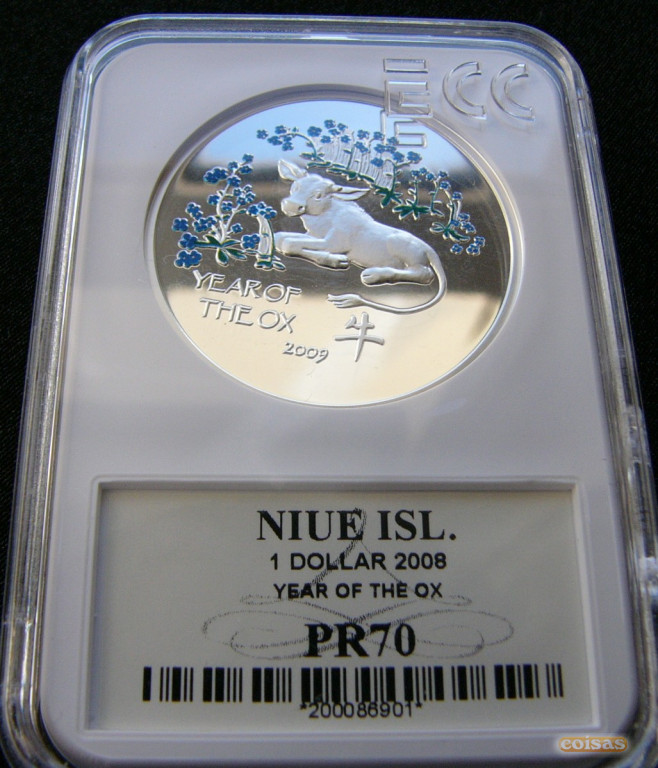 ECC
YEAR OF
THE OX
2009 牛
NIUE ISL.
1 DOLLAR 2008
YEAR OF THE OX
PR70
*200086901*
coisas